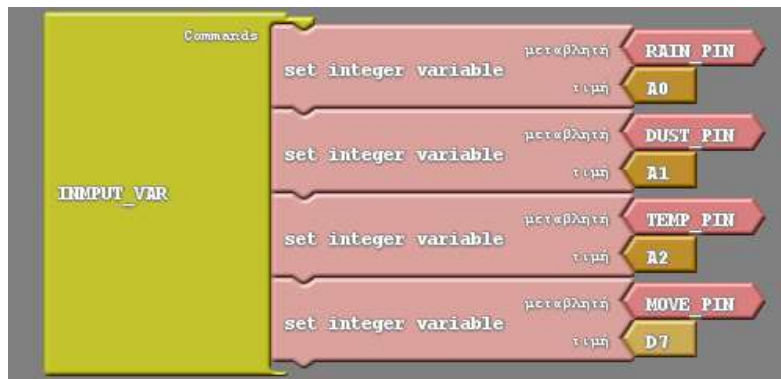 Commands
μεταβλητή RAIN_PIN
set integer variable
τιμή A0
μεταβλητή DUST_PIN
set integer variable
τιμή A1
INMPUT_VAR
μεταβλητή TEMP_PIN
set integer variable
τιμή A2
μεταβλητή MOVE_PIN
set integer variable
τιμή D7